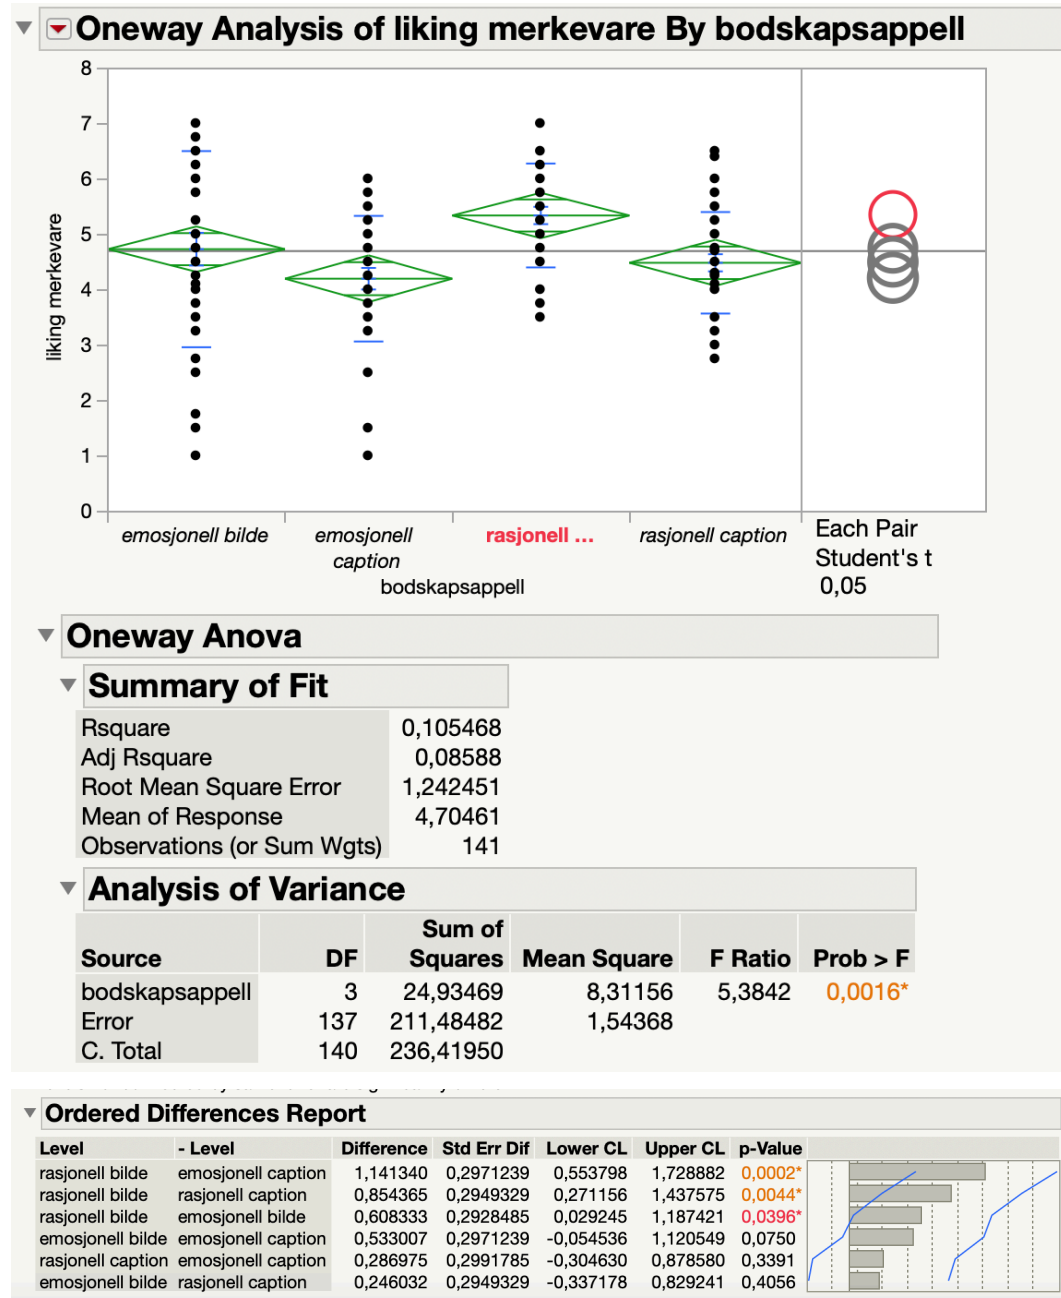 Oneway Analysis of liking merkevare By bodskapsappell
8
7
6
5
4
3
2
1
0
liking merkevare
emosjonell bilde
emosjonell caption
rasjonell ...
rasjonell caption
bodskapsappell
Each Pair
Student's t
0,05
Oneway Anova
Summary of Fit
Rsquare 0,105468
Adj Rsquare 0,08588
Root Mean Square Error 1,242451
Mean of Response 4,70461
Observations (or Sum Wgts) 141
Analysis of Variance
Source DF Sum of Squares Mean Square F Ratio Prob > F
bodskapsappell 3 24,93469 8,31156 5,3842 0,0016*
Error 137 211,48482 1,54368
C. Total 140 236,41950
Ordered Differences Report
Level - Level Difference Std Err Dif Lower CL Upper CL p-Value
rasjonell bilde emosjonell caption 1,141340 0,2971239 0,553798 1,728882 0,0002*
rasjonell bilde rasjonell caption 0,854365 0,2949329 0,271156 1,437575 0,0044*
rasjonell bilde emosjonell bilde 0,608333 0,2928485 0,029245 1,187421 0,0396*
emosjonell bilde emosjonell caption 0,533007 0,2971239 -0,054536 1,120549 0,0750
rasjonell caption emosjonell caption 0,286975 0,2991785 -0,304630 0,878580 0,3391
emosjonell bilde rasjonell caption 0,246032 0,2949329 -0,337178 0,829241 0,4056